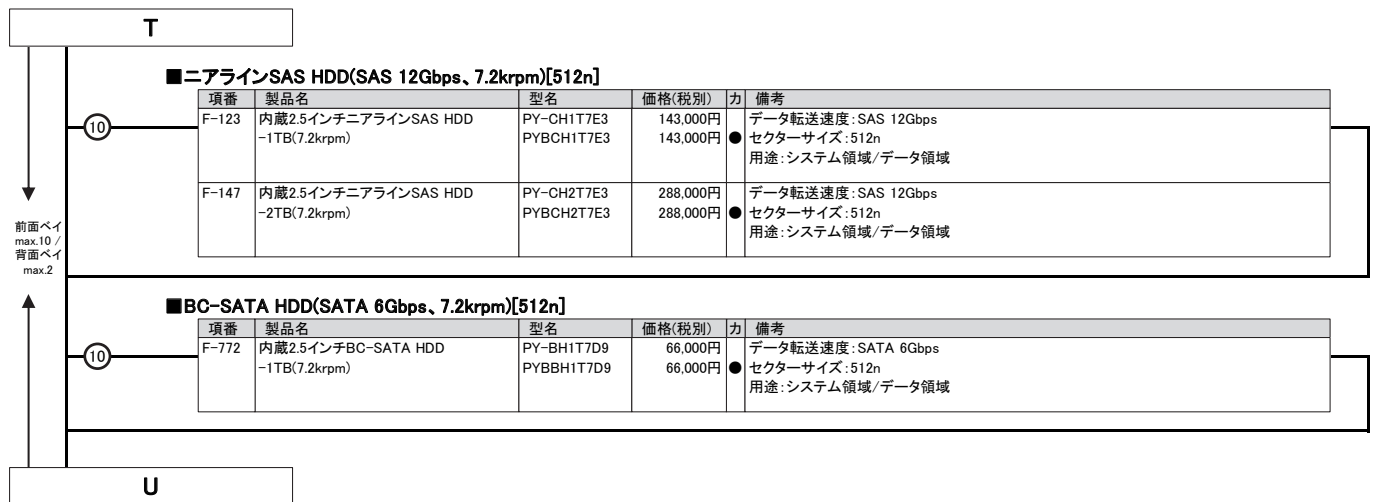 T
■ニアラインSAS HDD(SAS 12Gbps、7.2krpm)[512n]
項番 製品名 型名 価格(税別) カ 備考
⑩ F-123 内蔵2.5インチニアラインSAS HDD PY-CH1T7E3 143,000円 データ転送速度:SAS 12Gbps
-1TB(7.2krpm) PYBCH1T7E3 143,000円 ● セクターサイズ:512n
用途:システム領域/データ領域
F-147 内蔵2.5インチニアラインSAS HDD PY-CH2T7E3 288,000円 データ転送速度:SAS 12Gbps
-2TB(7.2krpm) PYBCH2T7E3 288,000円 ● セクターサイズ:512n
用途:システム領域/データ領域
前面ベイ
max.10 /
背面ベイ
max.2
■BC-SATA HDD(SATA 6Gbps、7.2krpm)[512n]
項番 製品名 型名 価格(税別) カ 備考
⑩ F-772 内蔵2.5インチBC-SATA HDD PY-BH1T7D9 66,000円 データ転送速度:SATA 6Gbps
-1TB(7.2krpm) PYBBH1T7D9 66,000円 ● セクターサイズ:512n
用途:システム領域/データ領域
U